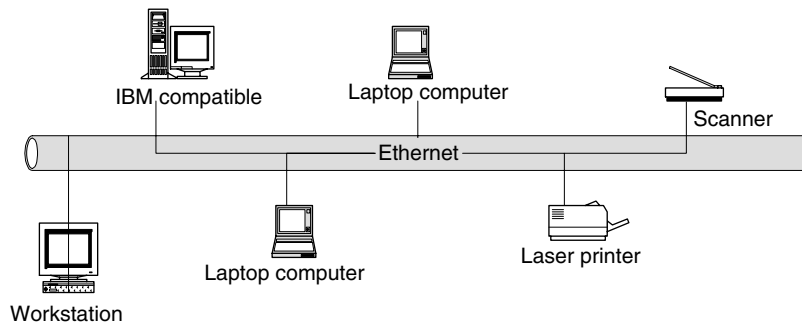 IBM compatible
Laptop computer
Scanner
Ethernet
Laptop computer
Laser printer
Workstation